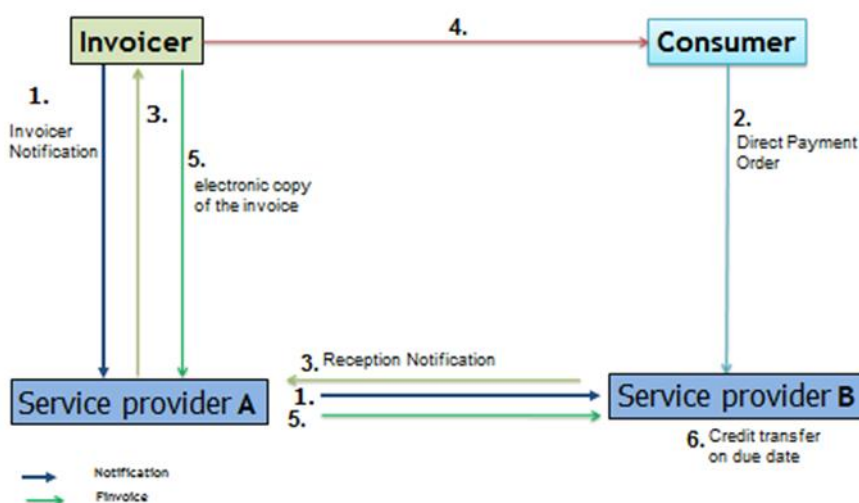 Invoicer
4.
Consumer
1.
Invoicer
Notification
3.
5.
electronic copy
of the invoice
2.
Direct Payment
Order
3. Reception Notification
Service provider A
1.
5.
Service provider B
6. Credit transfer
on due date
Notification
Finvoice